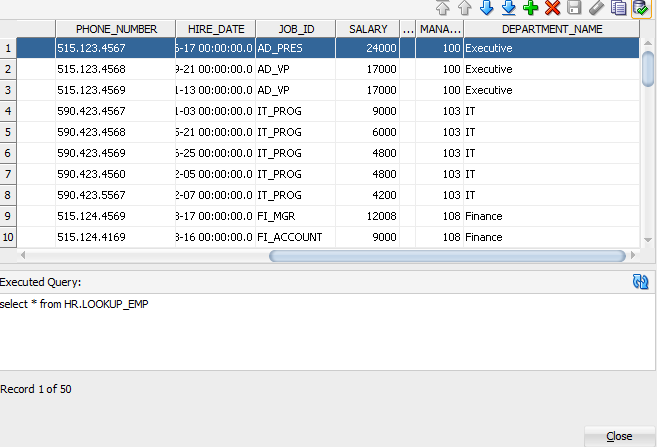 PHONE_NUMBER HIRE_DATE JOB_ID SALARY ... MANA... DEPARTMENT_NAME
1 515.123.4567 6-17 00:00:00.0 AD_PRES 24000 100 Executive
2 515.123.4568 9-21 00:00:00.0 AD_VP 17000 100 Executive
3 515.123.4569 1-13 00:00:00.0 AD_VP 17000 100 Executive
4 590.423.4567 1-03 00:00:00.0 IT_PROG 9000 103 IT
5 590.423.4568 5-21 00:00:00.0 IT_PROG 6000 103 IT
6 590.423.4569 6-25 00:00:00.0 IT_PROG 4800 103 IT
7 590.423.4560 2-05 00:00:00.0 IT_PROG 4800 103 IT
8 590.423.5567 2-07 00:00:00.0 IT_PROG 4200 103 IT
9 515.124.4569 8-17 00:00:00.0 FI_MGR 12008 108 Finance
10 515.124.4169 8-16 00:00:00.0 FI_ACCOUNT 9000 108 Finance
Executed Query:
select * from HR.LOOKUP_EMP
Record 1 of 50
Close